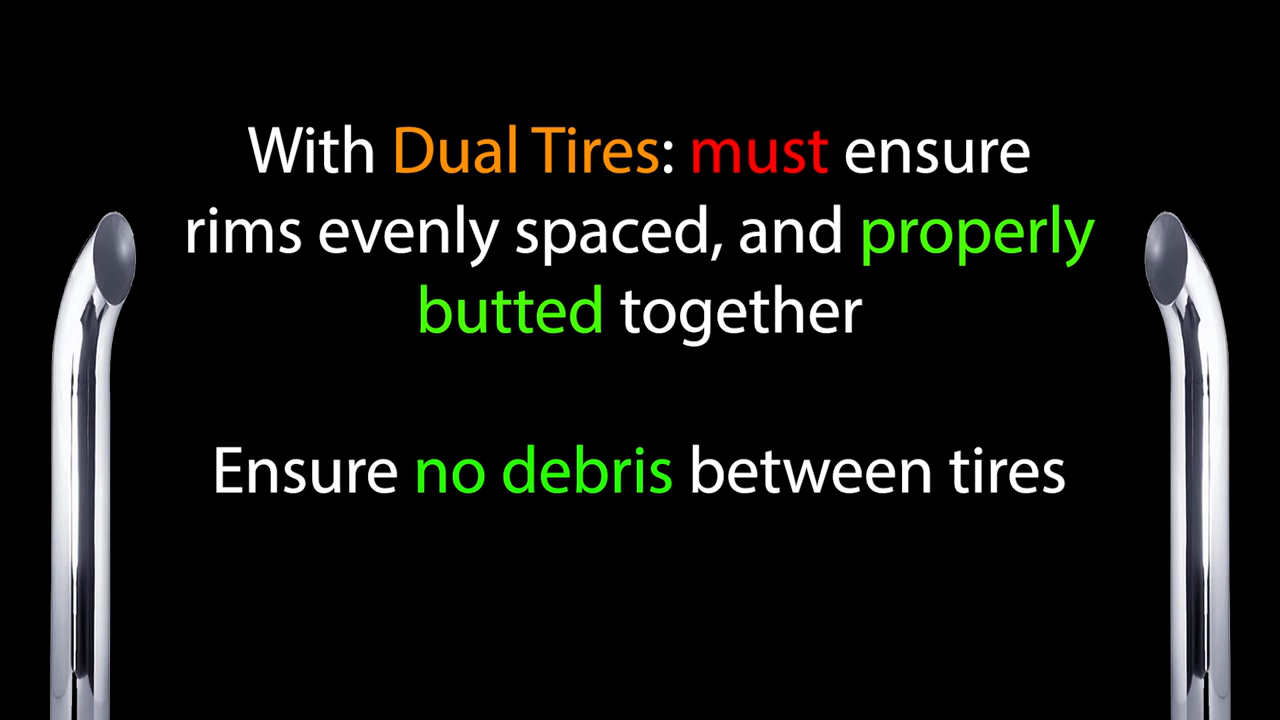 With Dual Tires: must ensure
rims evenly spaced, and properly
butted together
Ensure no debris between tires